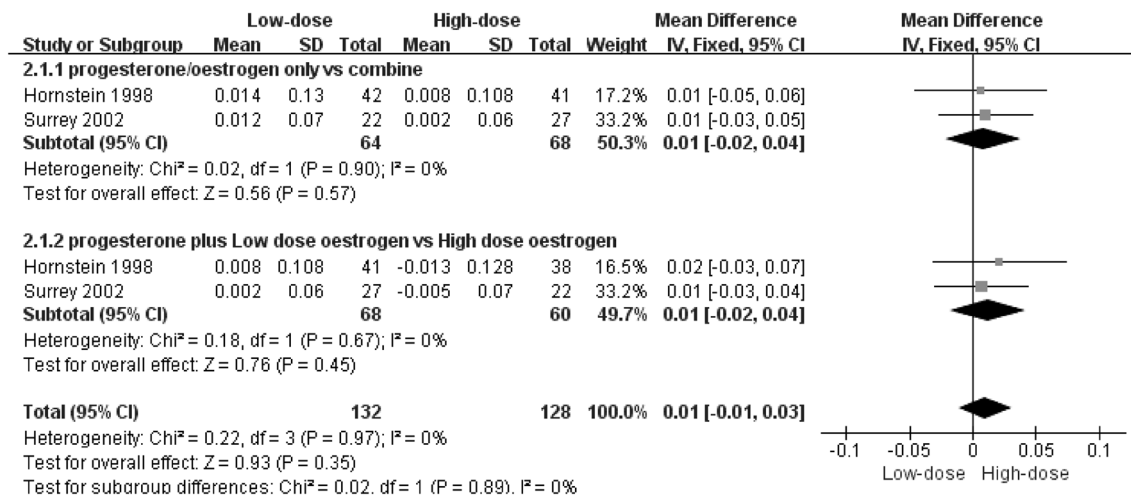 Low-dose High-dose Mean Difference Mean Difference
Study or Subgroup Mean SD Total Mean SD Total Weight IV, Fixed, 95% CI IV, Fixed, 95% CI
2.1.1 progesterone/oestrogen only vs combine
Hornstein 1998 0.014 0.13 42 0.008 0.108 41 17.2% 0.01 [-0.05, 0.06]
Surrey 2002 0.012 0.07 22 0.002 0.06 27 33.2% 0.01 [-0.03, 0.05]
Subtotal (95% CI) 64 68 50.3% 0.01 [-0.02, 0.04]
Heterogeneity: Chi² = 0.02, df = 1 (P = 0.90); I² = 0%
Test for overall effect: Z = 0.56 (P = 0.57)
2.1.2 progesterone plus Low dose oestrogen vs High dose oestrogen
Hornstein 1998 0.008 0.108 41 -0.013 0.128 38 16.5% 0.02 [-0.03, 0.07]
Surrey 2002 0.002 0.06 27 -0.005 0.07 22 33.2% 0.01 [-0.03, 0.04]
Subtotal (95% CI) 68 60 49.7% 0.01 [-0.02, 0.04]
Heterogeneity: Chi² = 0.18, df = 1 (P = 0.67); I² = 0%
Test for overall effect: Z = 0.76 (P = 0.45)
Total (95% CI) 132 128 100.0% 0.01 [-0.01, 0.03]
Heterogeneity: Chi² = 0.22, df = 3 (P = 0.97); I² = 0%
Test for overall effect: Z = 0.93 (P = 0.35)
Test for subgroup differences: Chi² = 0.02, df = 1 (P = 0.89), I² = 0%
-0.1 -0.05 0 0.05 0.1
Low-dose High-dose